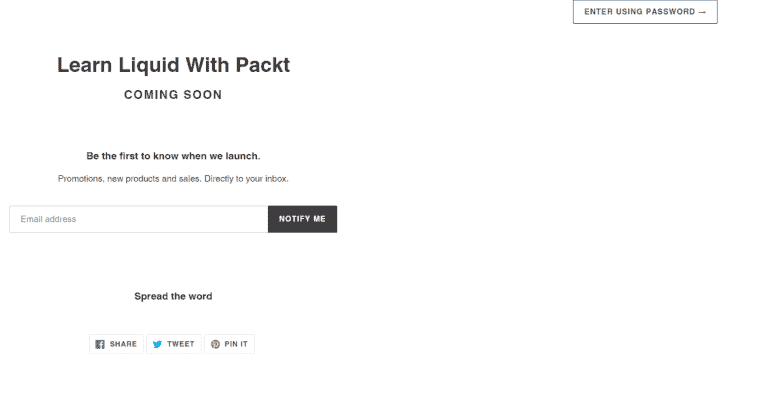 ENTER USING PASSWORD →
Learn Liquid With Packt
COMING SOON
Be the first to know when we launch.
Promotions, new products and sales. Directly to your inbox.
Email address
NOTIFY ME
Spread the word
SHARE
TWEET
PIN IT